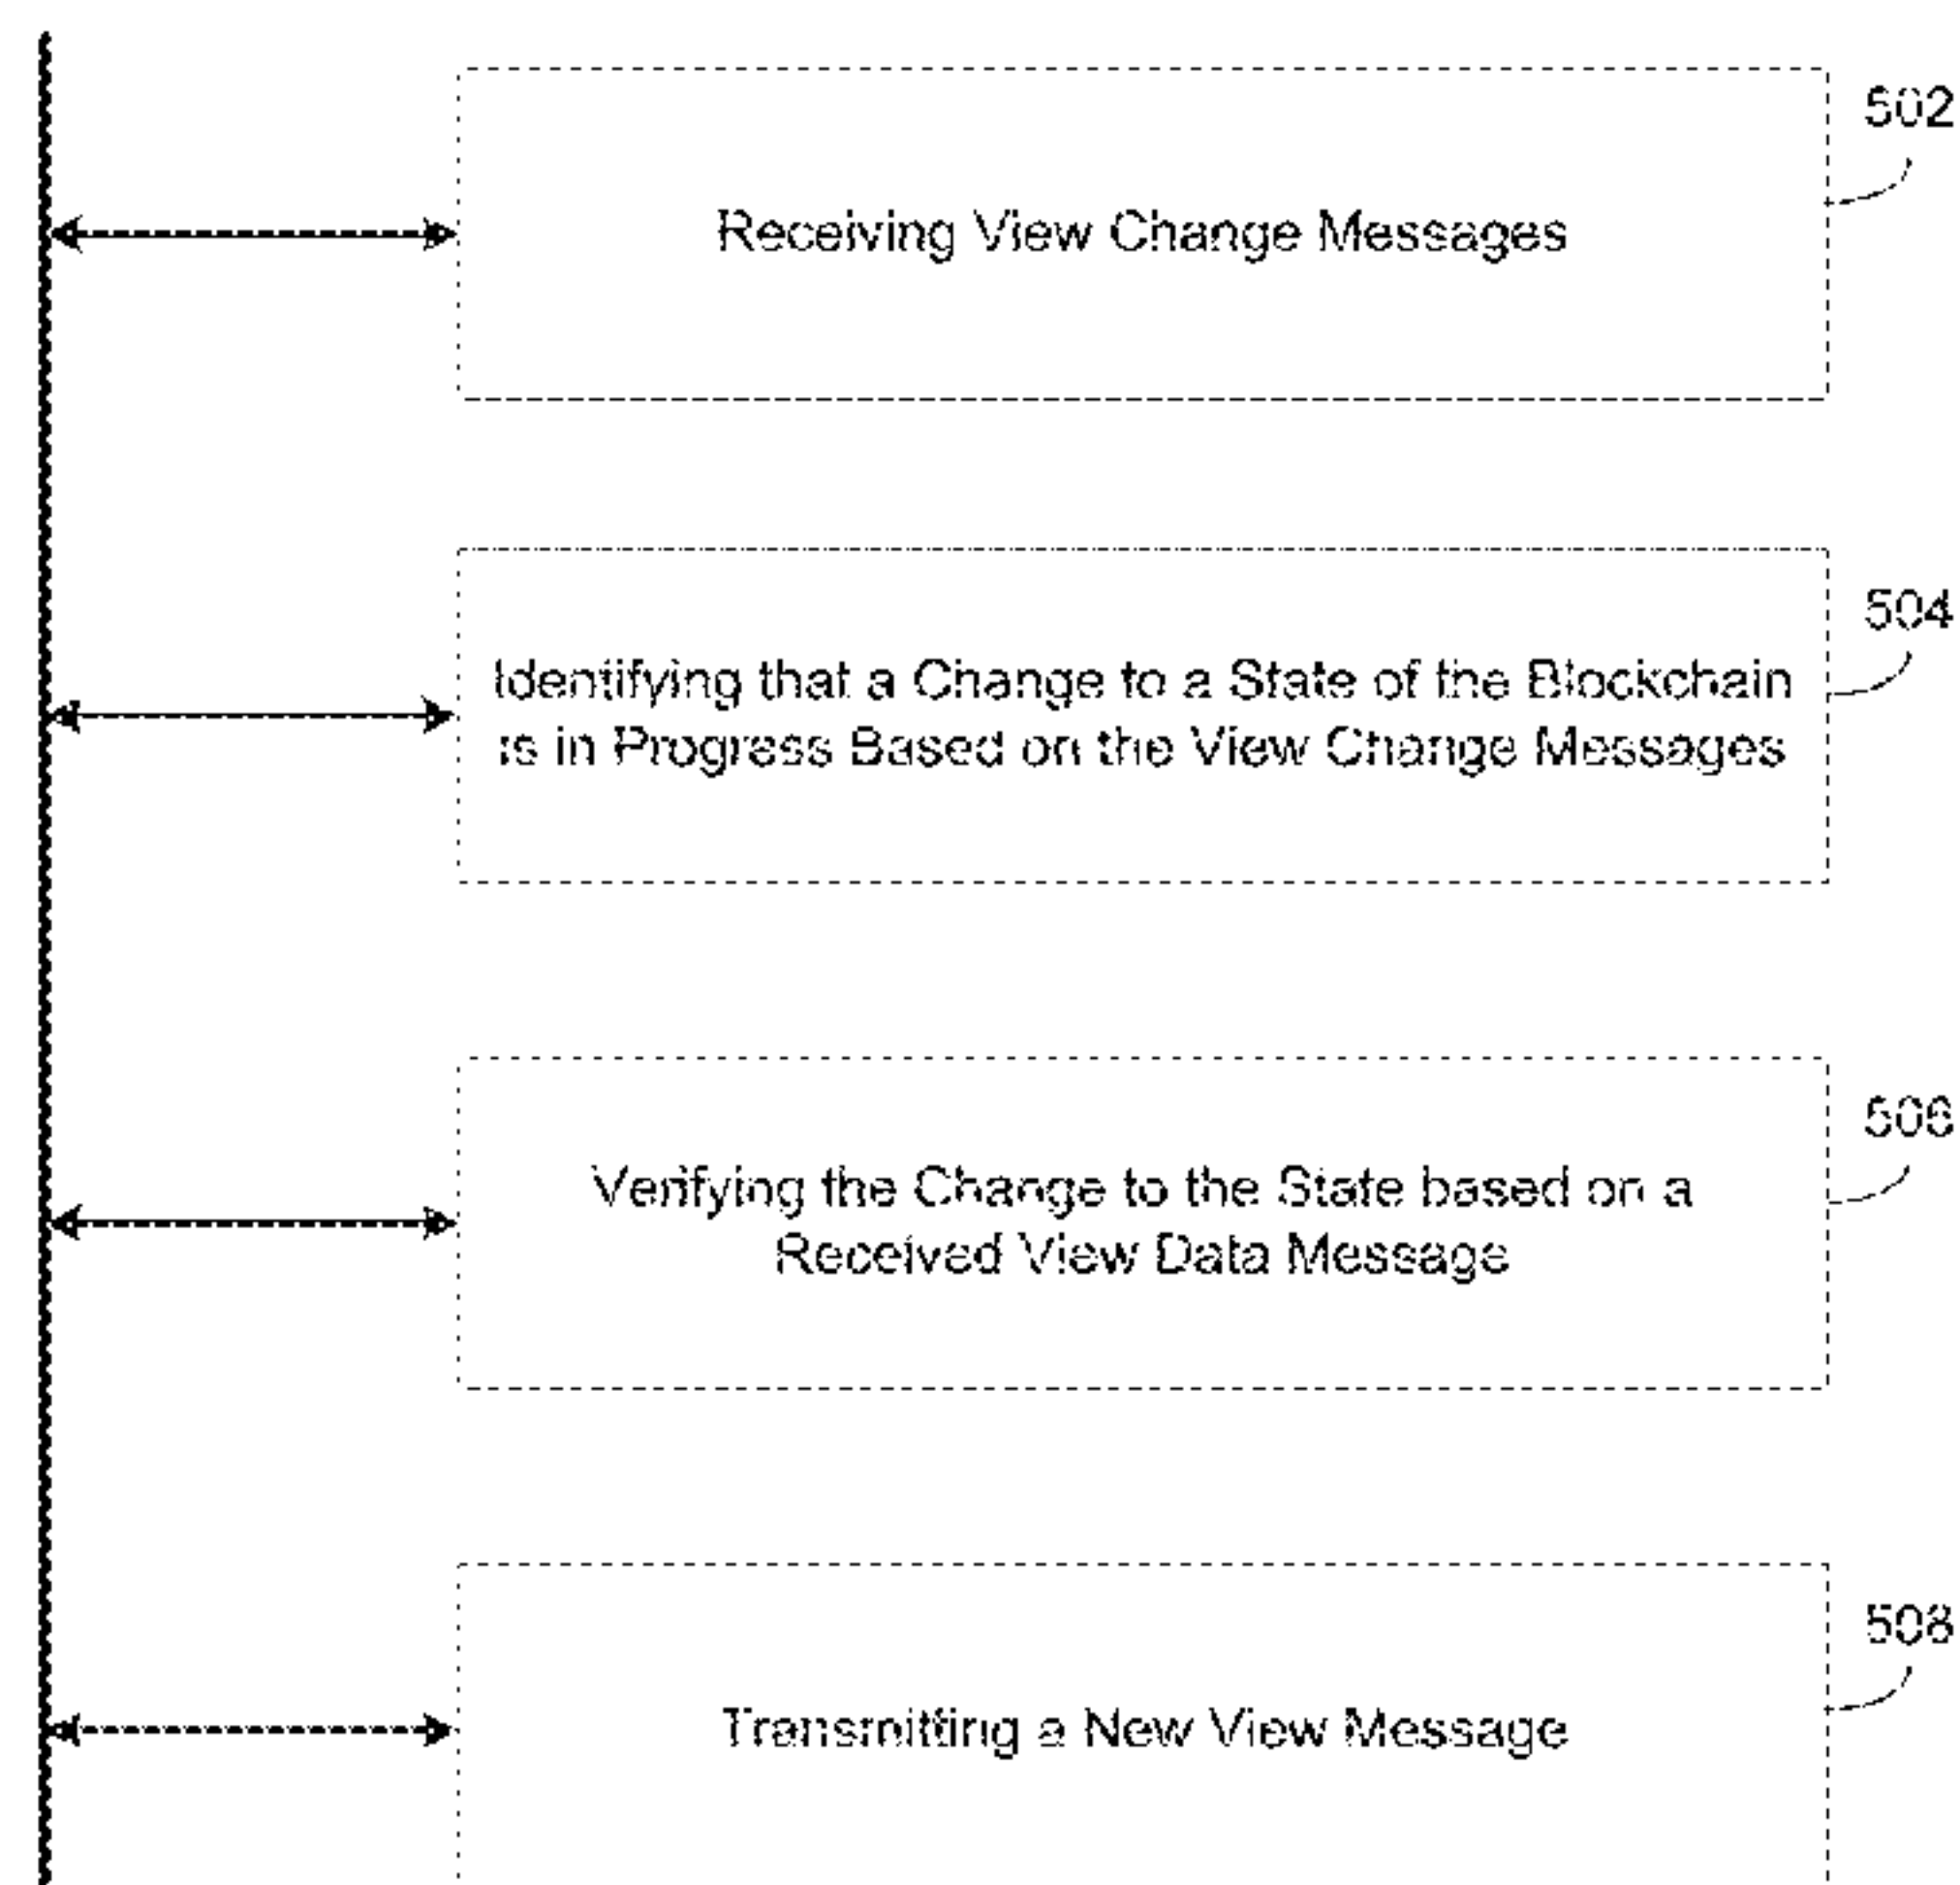 502
Receiving View Change Messages
504
Identifying that a Change to a State of the Blockchain
is in Progress Based on the View Change Messages
506
Verifying the Change to the State based on a
Received View Data Message
508
Transmitting a New View Message